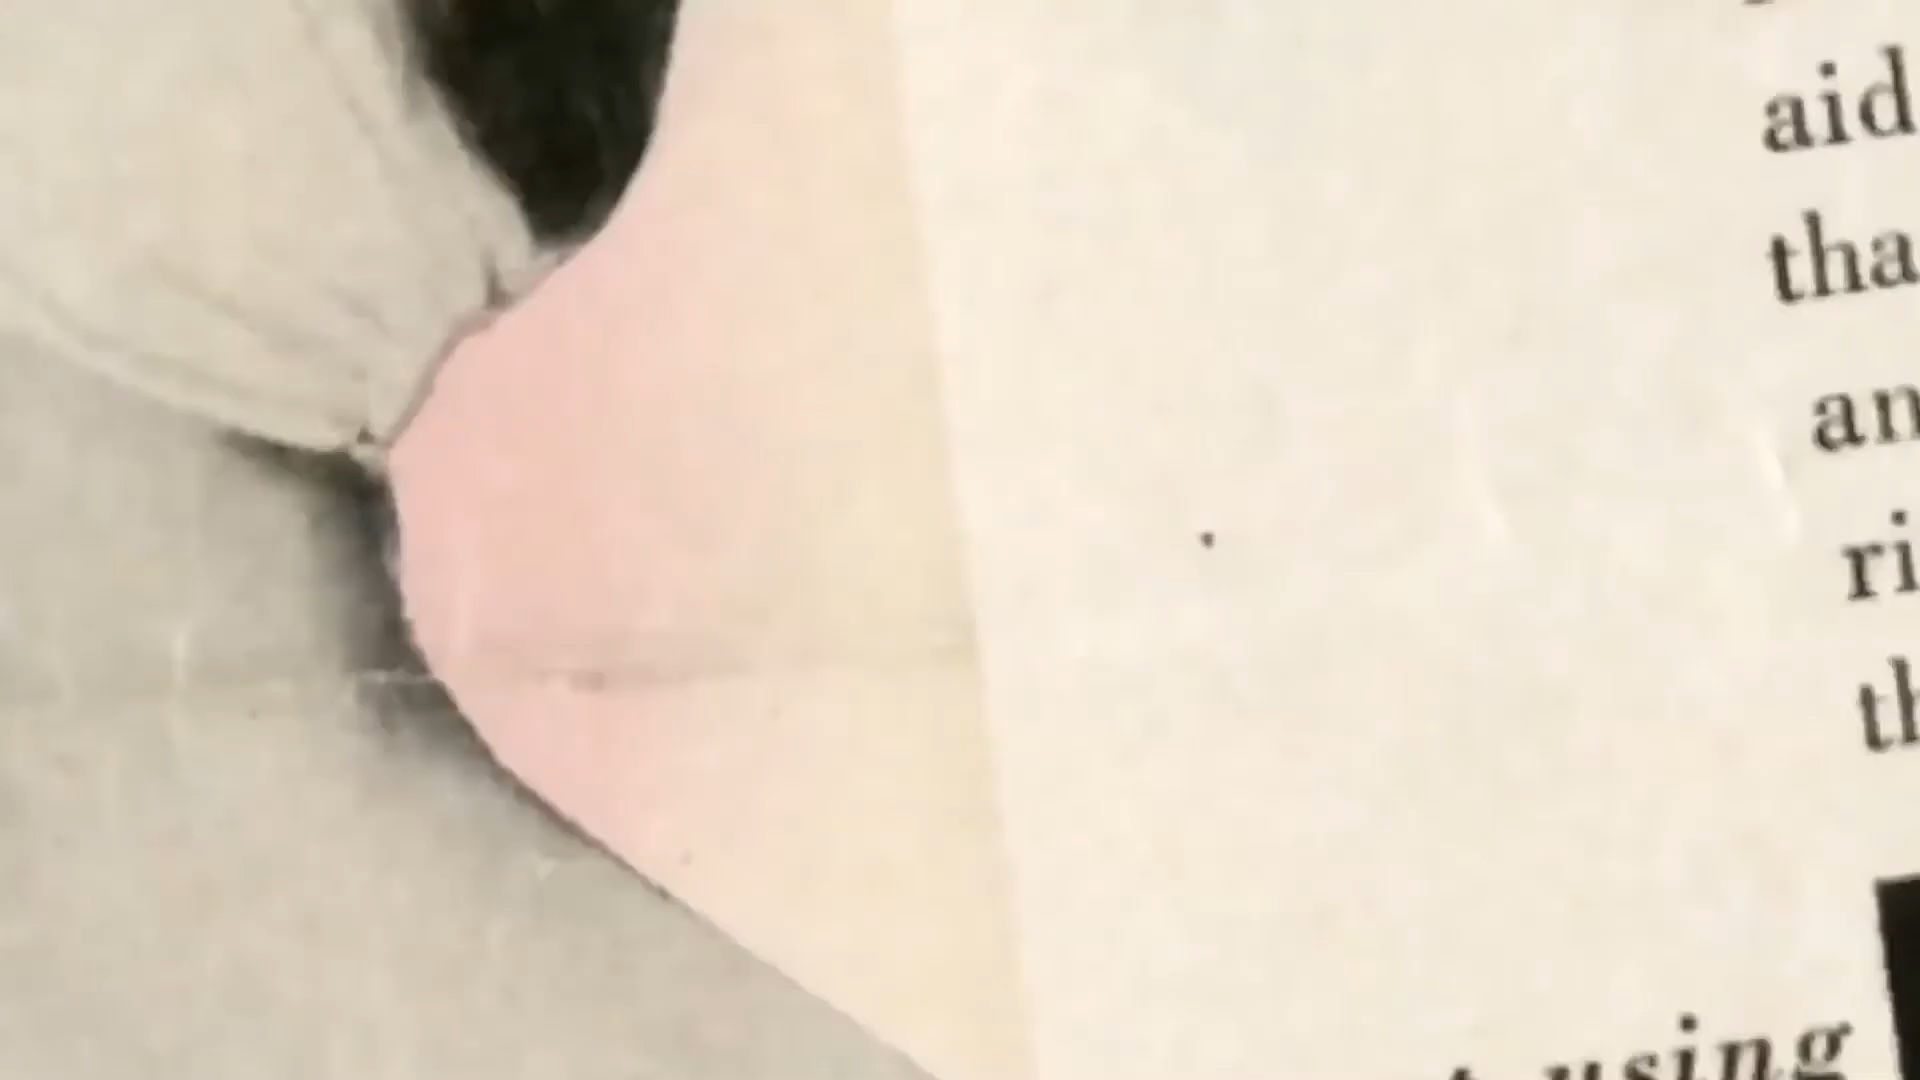 aid
tha
an
ri
th
using